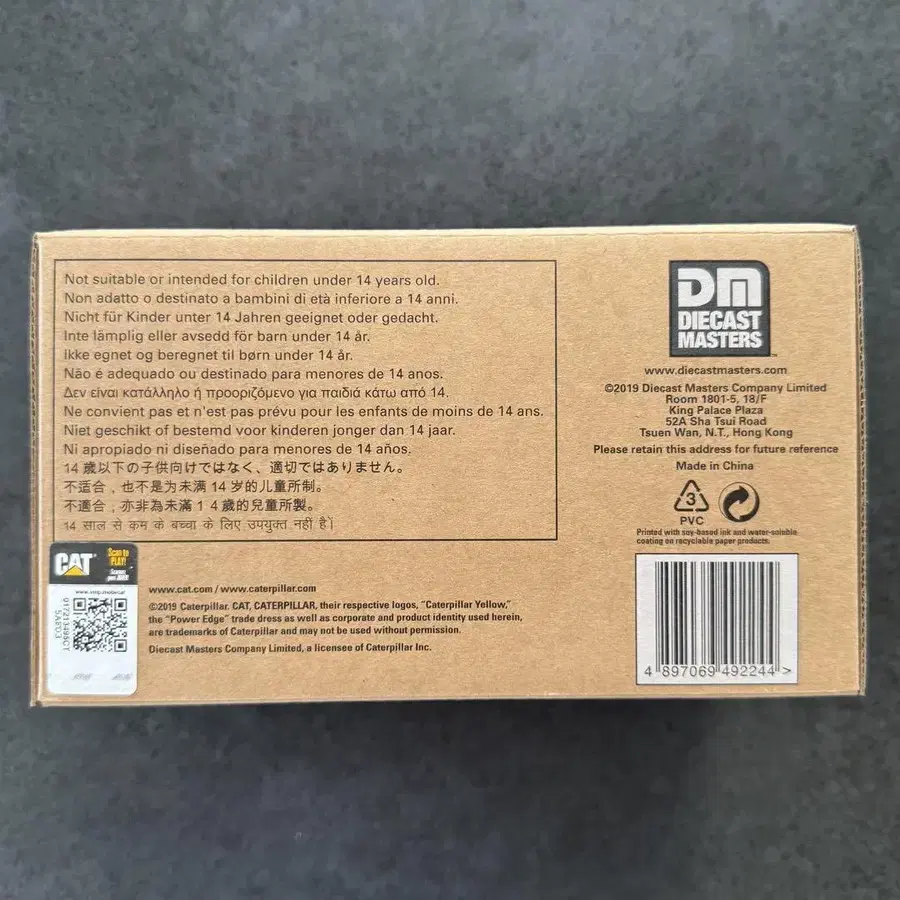 Not suitable or intended for children under 14 years old.
Non adatto o destinato a bambini di età inferiore a 14 anni.
Nicht für Kinder unter 14 Jahren geeignet oder gedacht.
Inte lämplig eller avsedd för barn under 14 år.
Ikke egnet og beregnet til børn under 14 år.
Não é adequado ou destinado para menores de 14 anos.
Δεν είναι κατάλληλο ή προοριζόμενο για παιδιά κάτω από 14.
Ne convient pas et n'est pas prévu pour les enfants de moins de 14 ans.
Niet geschikt of bestemd voor kinderen jonger dan 14 jaar.
Ni apropiado ni diseñado para menores de 14 años.
14 歳以下の子供向けではなく、適切ではありません。
不适合，也不是为未满 14 岁的儿童所制。
不適合，亦非為未滿 1 4 歲的兒童所製。
14 साल से कम के बच्चा के लिए उपयुक्त नहीं है|
DM
DIECAST
MASTERS
www.diecastmasters.com
©2019 Diecast Masters Company Limited
Room 1801-5, 18/F
King Palace Plaza
52A Sha Tsui Road
Tsuen Wan, N.T., Hong Kong
Please retain this address for future reference
Made in China
3
PVC
Printed with soy-based ink and water-soluble
coating on recyclable paper products.
CAT
Scan to
PLAY!
www.cat.com / www.caterpillar.com
©2019 Caterpillar. CAT, CATERPILLAR, their respective logos, "Caterpillar Yellow,"
the "Power Edge" trade dress as well as corporate and product identity used herein,
are trademarks of Caterpillar and may not be used without permission.
Diecast Masters Company Limited, a licensee of Caterpillar Inc.
4 897069 492244 >